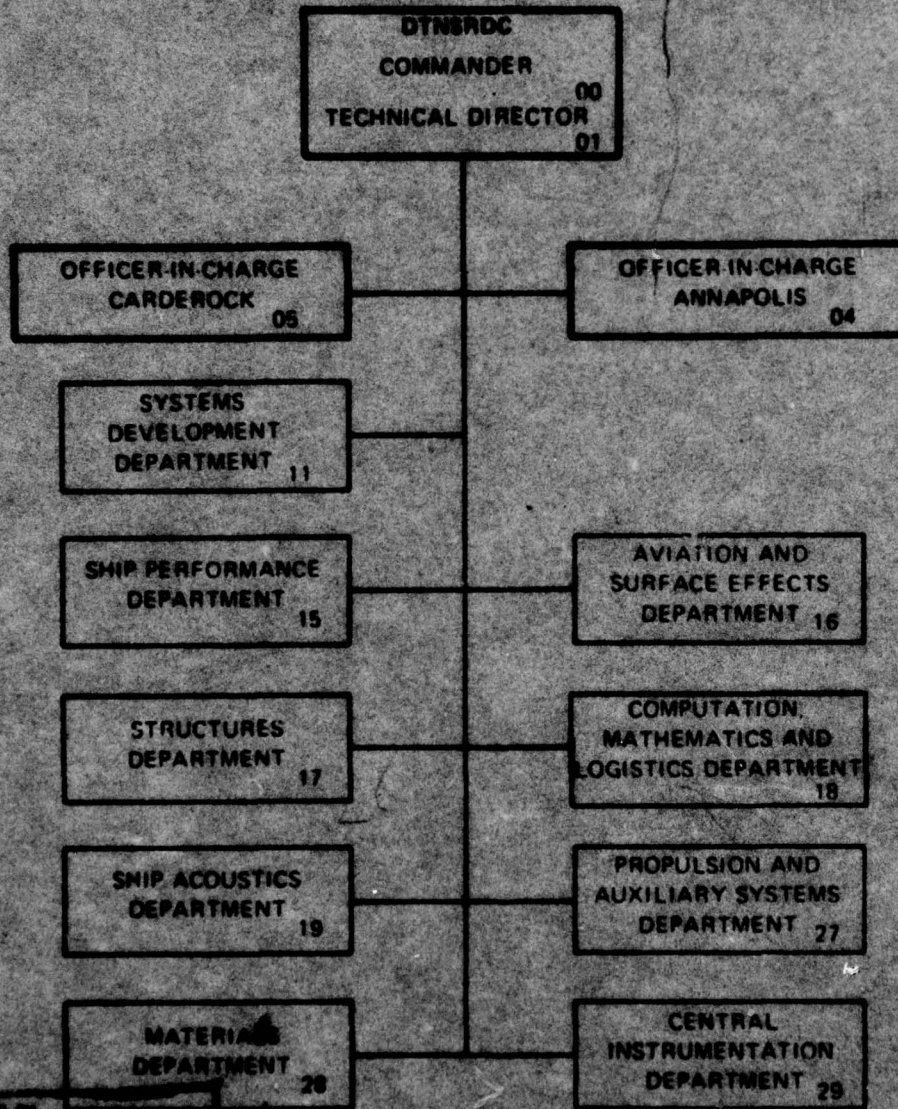 DTNSRDC
COMMANDER
00
TECHNICAL DIRECTOR
01
OFFICER-IN-CHARGE
CARDEROCK
05
OFFICER-IN-CHARGE
ANNAPOLIS
04
SYSTEMS
DEVELOPMENT
DEPARTMENT 11
SHIP PERFORMANCE
DEPARTMENT
15
AVIATION AND
SURFACE EFFECTS
DEPARTMENT 16
STRUCTURES
DEPARTMENT
17
COMPUTATION,
MATHEMATICS AND
LOGISTICS DEPARTMENT
18
SHIP ACOUSTICS
DEPARTMENT
19
PROPULSION AND
AUXILIARY SYSTEMS
DEPARTMENT 27
MATERIALS
DEPARTMENT
28
CENTRAL
INSTRUMENTATION
DEPARTMENT 29